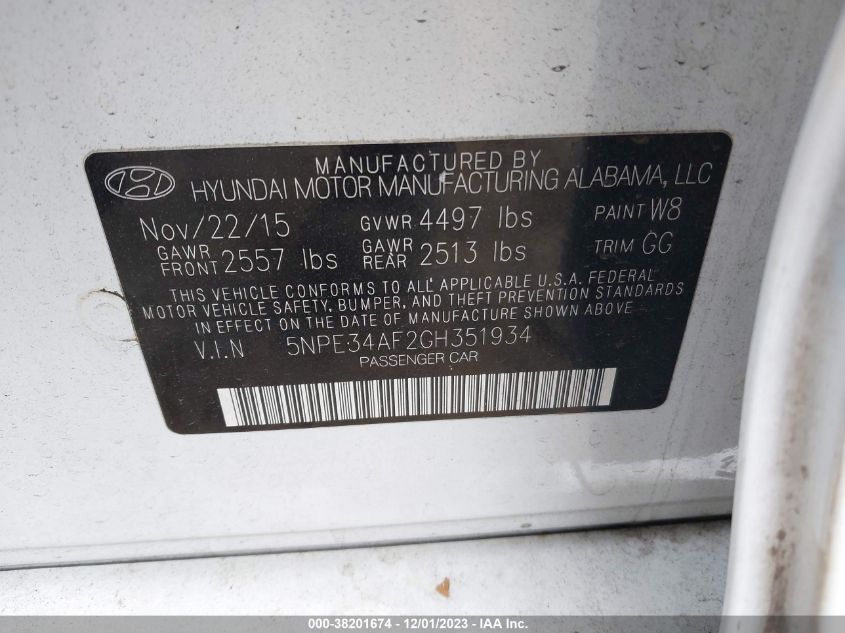 MANUFACTURED BY
HYUNDAI MOTOR MANUFACTURING ALABAMA, LLC
Nov/22/15 GVWR 4497 lbs PAINT W8
GAWR FRONT 2557 lbs GAWR REAR 2513 lbs TRIM GG
THIS VEHICLE CONFORMS TO ALL APPLICABLE U.S.A. FEDERAL
MOTOR VEHICLE SAFETY, BUMPER, AND THEFT PREVENTION STANDARDS
IN EFFECT ON THE DATE OF MANUFACTURE SHOWN ABOVE.
V.I.N 5NPE34AF2GH351934
PASSENGER CAR
000-38201674 - 12/01/2023 - IAA Inc.